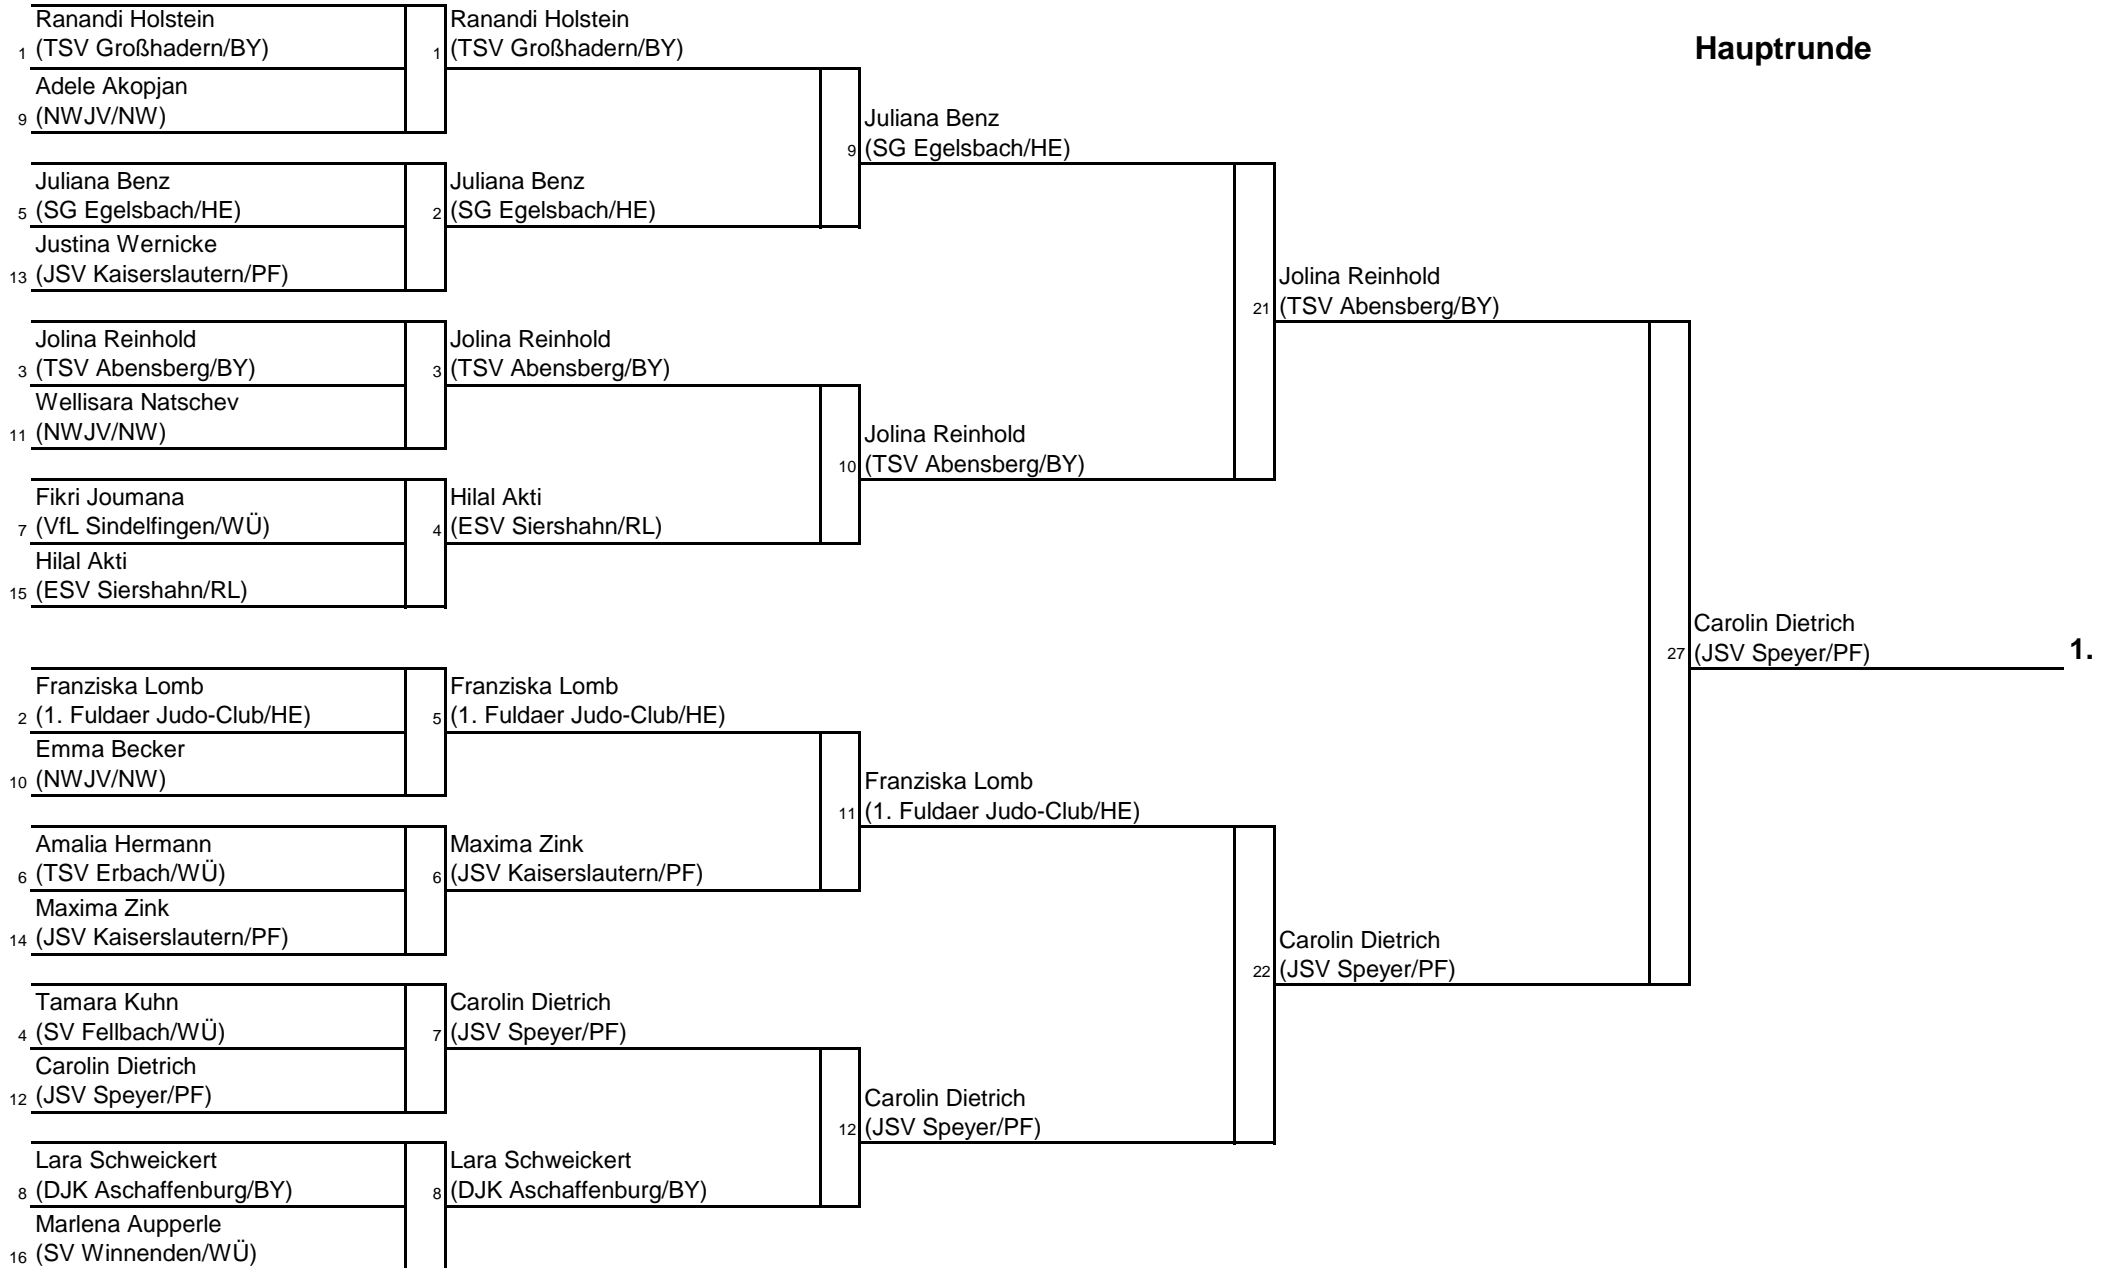 Hauptrunde
Ranandi Holstein
1 (TSV Großhadern/BY)
Adele Akopjan
9 (NWJV/NW)
Juliana Benz
5 (SG Egelsbach/HE)
Justina Wernicke
13 (JSV Kaiserslautern/PF)
Jolina Reinhold
3 (TSV Abensberg/BY)
Wellisara Natschev
11 (NWJV/NW)
Fikri Joumana
7 (VfL Sindelfingen/WÜ)
Hilal Akti
15 (ESV Siershahn/RL)
Franziska Lomb
2 (1. Fuldaer Judo-Club/HE)
Emma Becker
10 (NWJV/NW)
Amalia Hermann
6 (TSV Erbach/WÜ)
Maxima Zink
14 (JSV Kaiserslautern/PF)
Tamara Kuhn
4 (SV Fellbach/WÜ)
Carolin Dietrich
12 (JSV Speyer/PF)
Lara Schweickert
8 (DJK Aschaffenburg/BY)
Marlena Aupperle
16 (SV Winnenden/WÜ)
Ranandi Holstein
1 (TSV Großhadern/BY)
Juliana Benz
2 (SG Egelsbach/HE)
Jolina Reinhold
3 (TSV Abensberg/BY)
Hilal Akti
4 (ESV Siershahn/RL)
Franziska Lomb
5 (1. Fuldaer Judo-Club/HE)
Maxima Zink
6 (JSV Kaiserslautern/PF)
Carolin Dietrich
7 (JSV Speyer/PF)
Lara Schweickert
8 (DJK Aschaffenburg/BY)
Juliana Benz
9 (SG Egelsbach/HE)
Jolina Reinhold
10 (TSV Abensberg/BY)
Franziska Lomb
11 (1. Fuldaer Judo-Club/HE)
Carolin Dietrich
12 (JSV Speyer/PF)
Jolina Reinhold
21 (TSV Abensberg/BY)
Carolin Dietrich
22 (JSV Speyer/PF)
Carolin Dietrich
27 (JSV Speyer/PF) 1.